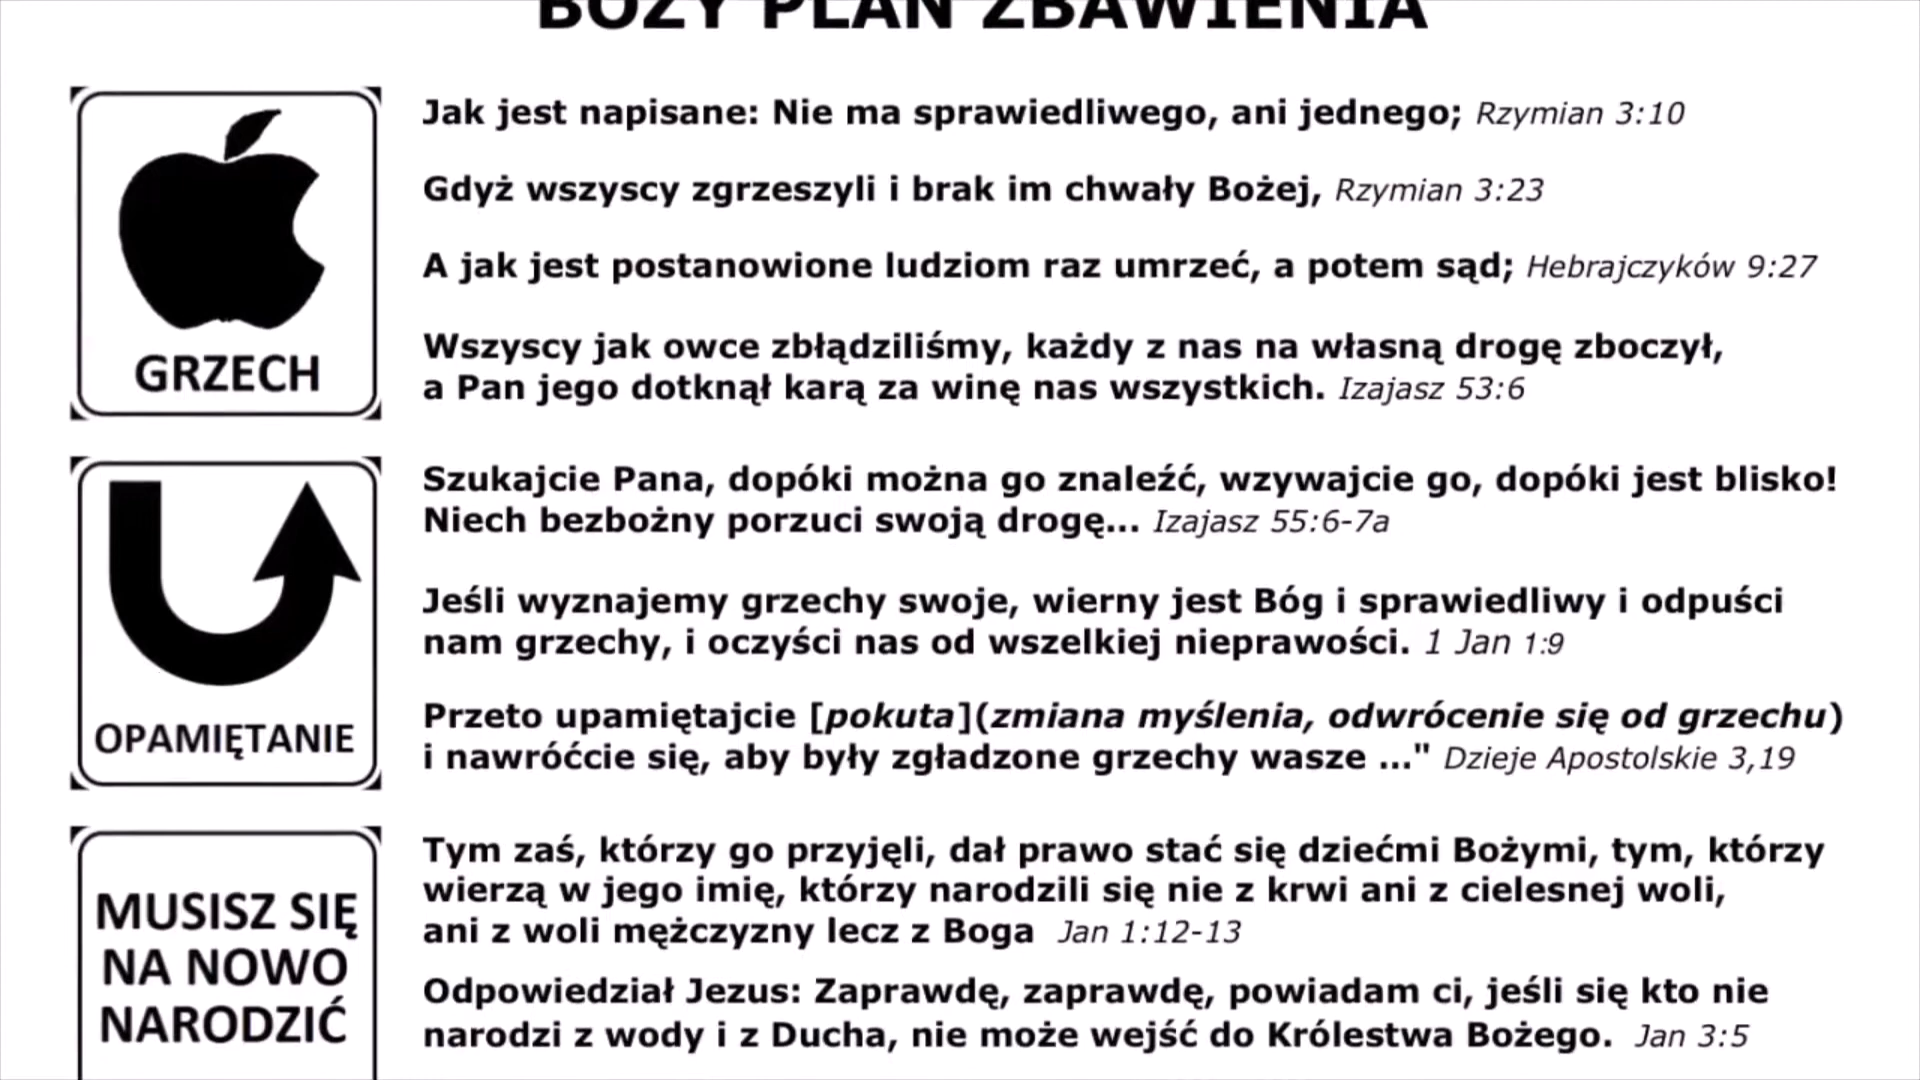 BOŻY PLAN ZBAWIENIA
GRZECH
Jak jest napisane: Nie ma sprawiedliwego, ani jednego; Rzymian 3:10
Gdyż wszyscy zgrzeszyli i brak im chwały Bożej, Rzymian 3:23
A jak jest postanowione ludziom raz umrzeć, a potem sąd; Hebrajczyków 9:27
Wszyscy jak owce zbłądziliśmy, każdy z nas na własną drogę zboczył,
a Pan jego dotknął karą za winę nas wszystkich. Izajasz 53:6
OPAMIĘTANIE
Szukajcie Pana, dopóki można go znaleźć, wzywajcie go, dopóki jest blisko!
Niech bezbożny porzuci swoją drogę... Izajasz 55:6-7a
Jeśli wyznajemy grzechy swoje, wierny jest Bóg i sprawiedliwy i odpuści
nam grzechy, i oczyści nas od wszelkiej nieprawości. 1 Jan 1:9
Przeto upamiętajcie [pokuta](zmiana myślenia, odwrócenie się od grzechu)
i nawróćcie się, aby były zgładzone grzechy wasze ..." Dzieje Apostolskie 3,19
MUSISZ SIĘ
NA NOWO
NARODZIĆ
Tym zaś, którzy go przyjęli, dał prawo stać się dziećmi Bożymi, tym, którzy
wierzą w jego imię, którzy narodzili się nie z krwi ani z cielesnej woli,
ani z woli mężczyzny lecz z Boga Jan 1:12-13
Odpowiedział Jezus: Zaprawdę, zaprawdę, powiadam ci, jeśli się kto nie
narodzi z wody i z Ducha, nie może wejść do Królestwa Bożego. Jan 3:5